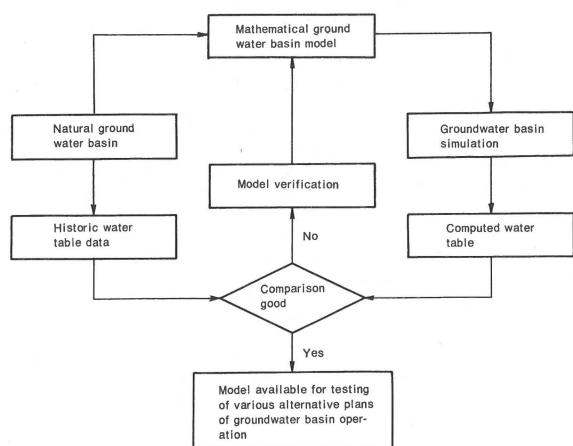 Mathematical ground
water basin model
Natural ground
water basin
Groundwater basin
simulation
Model verification
Historic water
table data
No
Computed water
table
Comparison
good
Yes
Model available for testing
of various alternative plans
of groundwater basin oper-
ation